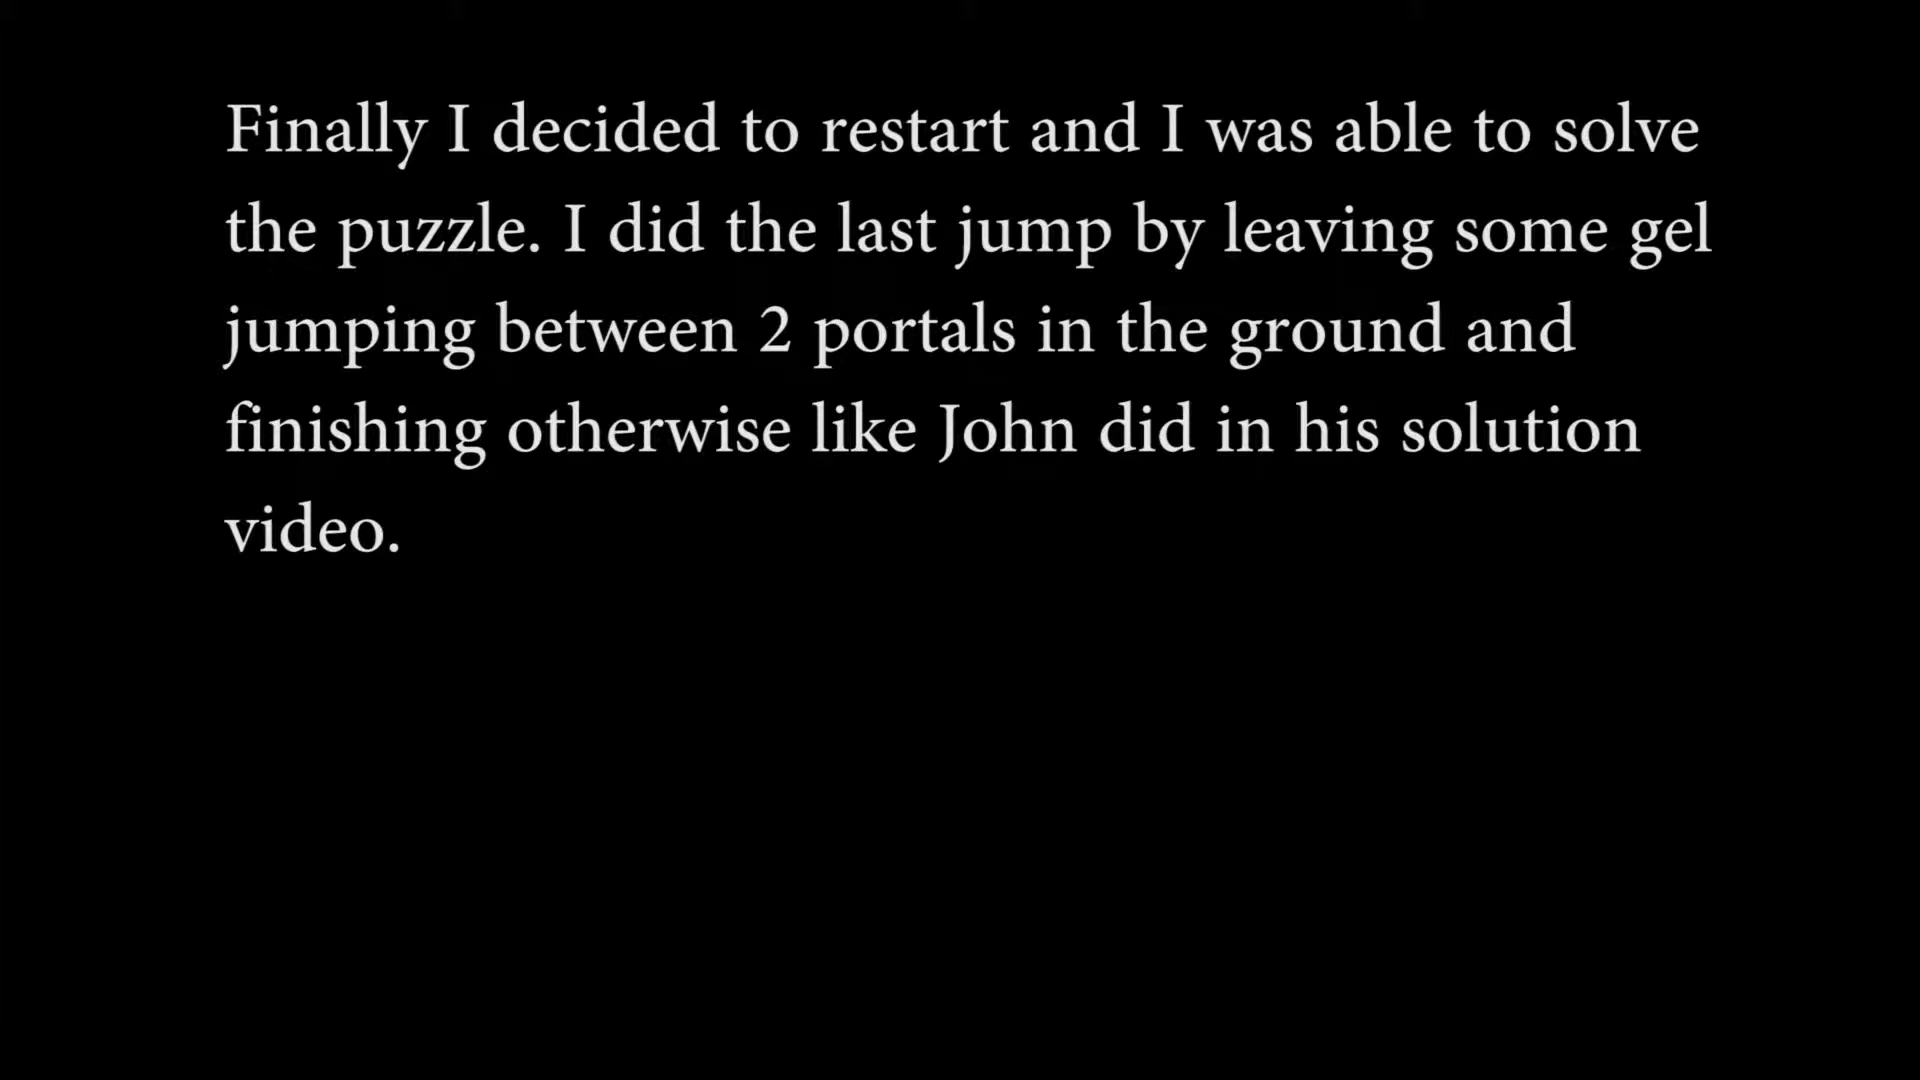 Finally I decided to restart and I was able to solve
the puzzle. I did the last jump by leaving some gel
jumping between 2 portals in the ground and
finishing otherwise like John did in his solution
video.